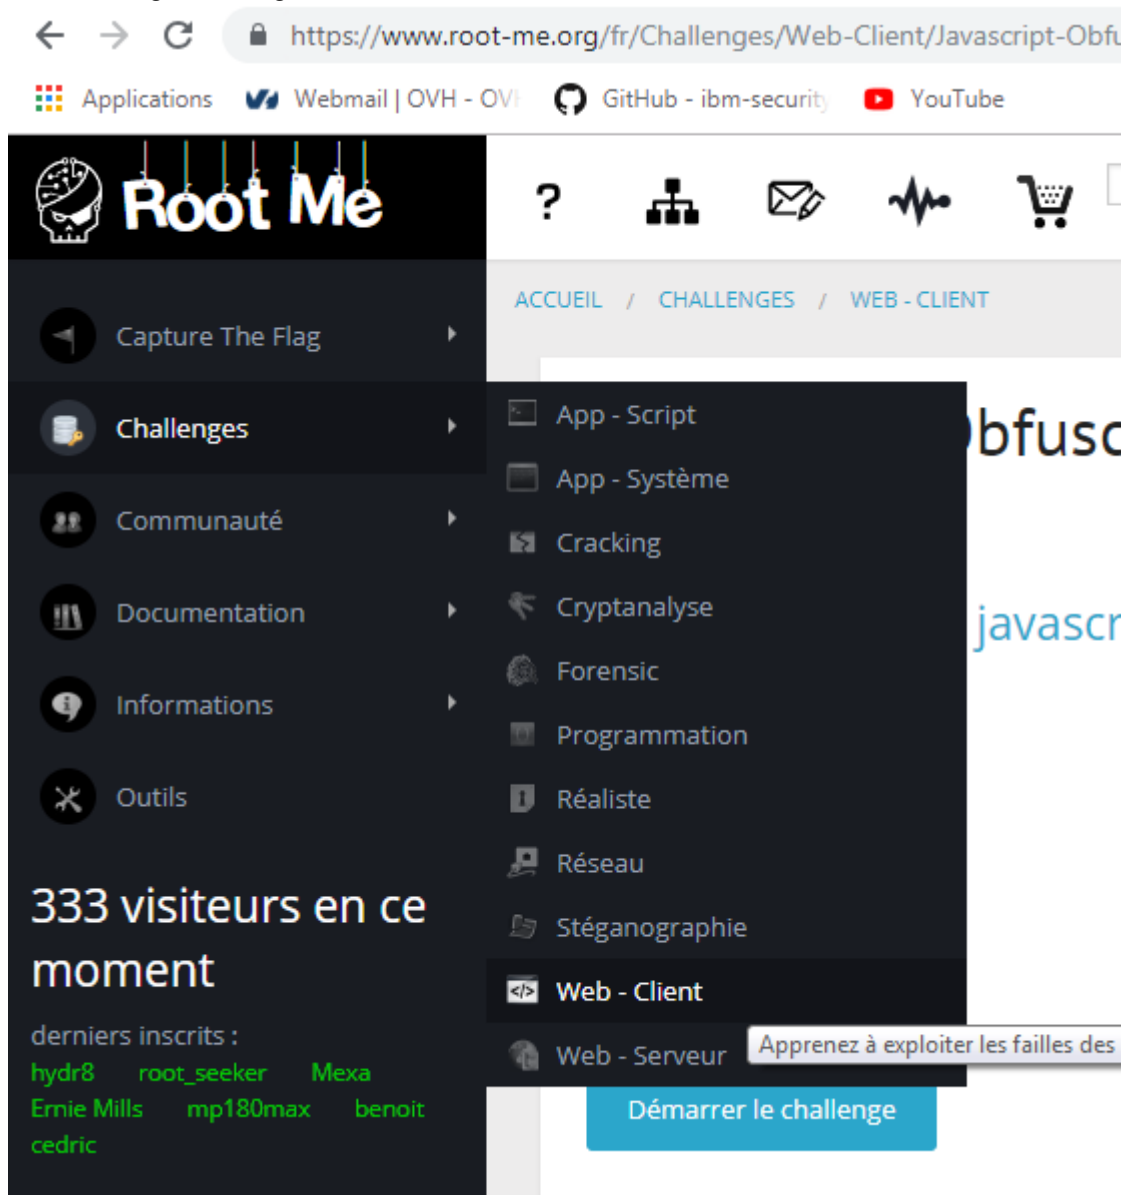 https://www.root-me.org/fr/Challenges/Web-Client/Javascript-Obfu
Applications Webmail | OVH - OV GitHub - ibm-security YouTube
Root Me
?
ACCUEIL / CHALLENGES / WEB - CLIENT
Capture The Flag
Challenges
Communauté
Documentation
Informations
Outils
333 visiteurs en ce
moment
derniers inscrits :
hydr8 root_seeker Mexa
Ernie Mills mp180max benoit
cedric
App - Script
App - Système
Cracking
Cryptanalyse
Forensic
Programmation
Réaliste
Réseau
Stéganographie
Web - Client
Web - Serveur
Apprenez à exploiter les failles des
bfusc
javascr
Démarrer le challenge